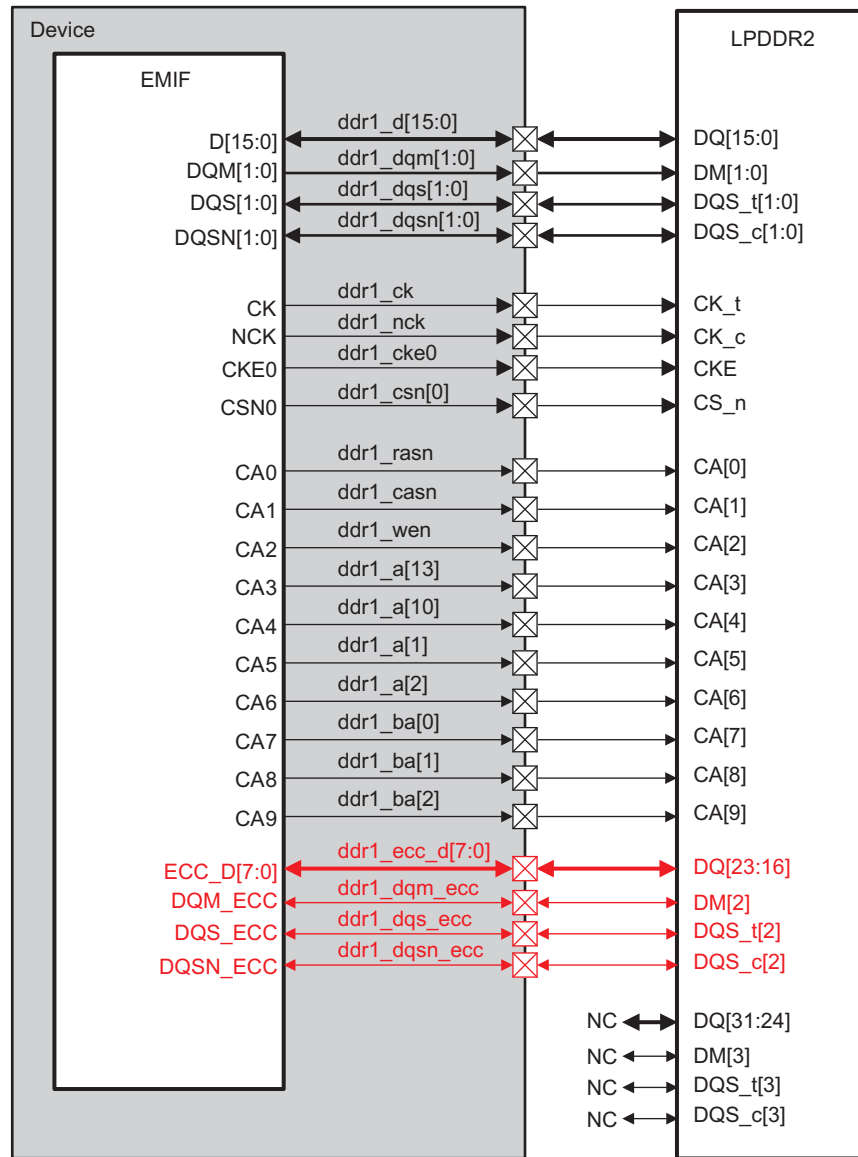 Device
LPDDR2
EMIF
D[15:0] ddr1_d[15:0] DQ[15:0]
DQM[1:0] ddr1_dqm[1:0] DM[1:0]
DQS[1:0] ddr1_dqs[1:0] DQS_t[1:0]
DQSN[1:0] ddr1_dqsn[1:0] DQS_c[1:0]
CK ddr1_ck CK_t
NCK ddr1_nck CK_c
CKE0 ddr1_cke0 CKE
CSN0 ddr1_csn[0] CS_n
CA0 ddr1_rasn CA[0]
CA1 ddr1_casn CA[1]
CA2 ddr1_wen CA[2]
CA3 ddr1_a[13] CA[3]
CA4 ddr1_a[10] CA[4]
CA5 ddr1_a[1] CA[5]
CA6 ddr1_a[2] CA[6]
CA7 ddr1_ba[0] CA[7]
CA8 ddr1_ba[1] CA[8]
CA9 ddr1_ba[2] CA[9]
ECC_D[7:0] ddr1_ecc_d[7:0] DQ[23:16]
DQM_ECC ddr1_dqm_ecc DM[2]
DQS_ECC ddr1_dqs_ecc DQS_t[2]
DQSN_ECC ddr1_dqsn_ecc DQS_c[2]
NC DQ[31:24]
NC DM[3]
NC DQS_t[3]
NC DQS_c[3]